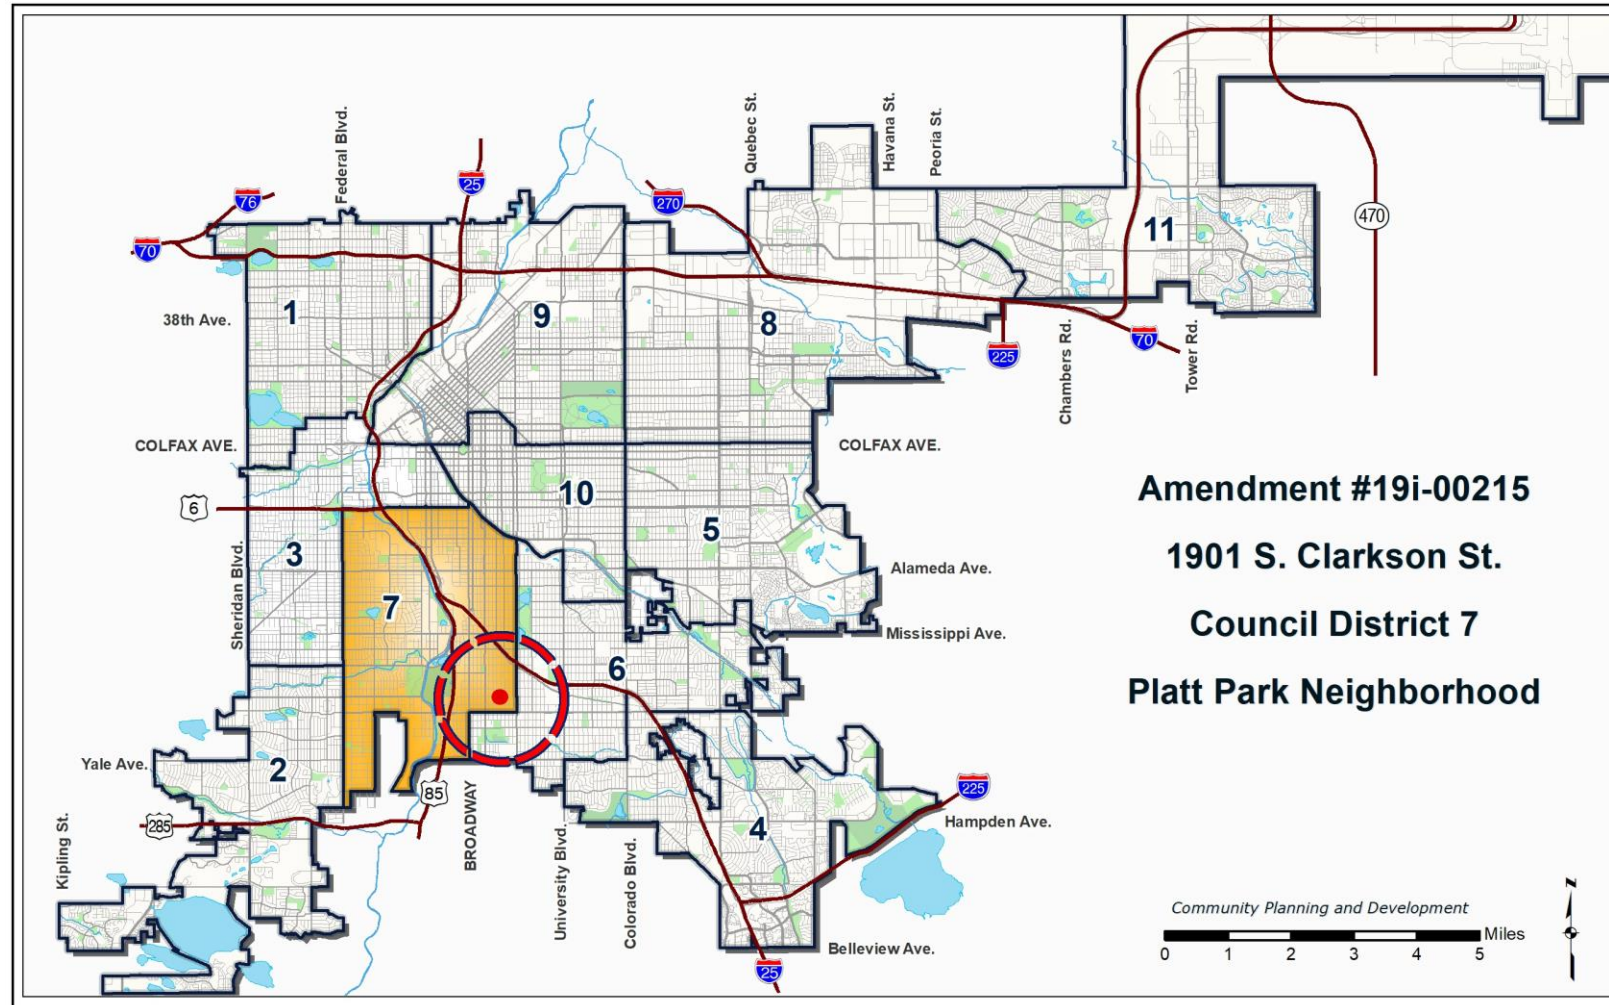 Federal Blvd.
Quebec St.
Havana St.
Peoria St.
76
25
270
70
470
11
1
9
8
38th Ave.
225
70
Chambers Rd.
Tower Rd.
COLFAX AVE.
COLFAX AVE.
6
10
5
3
Sheridan Blvd.
7
Alameda Ave.
Mississippi Ave.
6
Amendment #19i-00215
1901 S. Clarkson St.
Council District 7
Platt Park Neighborhood
Yale Ave.
2
85
285
225
Hampden Ave.
4
Kipling St.
BROADWAY
University Blvd.
Colorado Blvd.
Belleview Ave.
25
Community Planning and Development
Miles
0 1 2 3 4 5
N